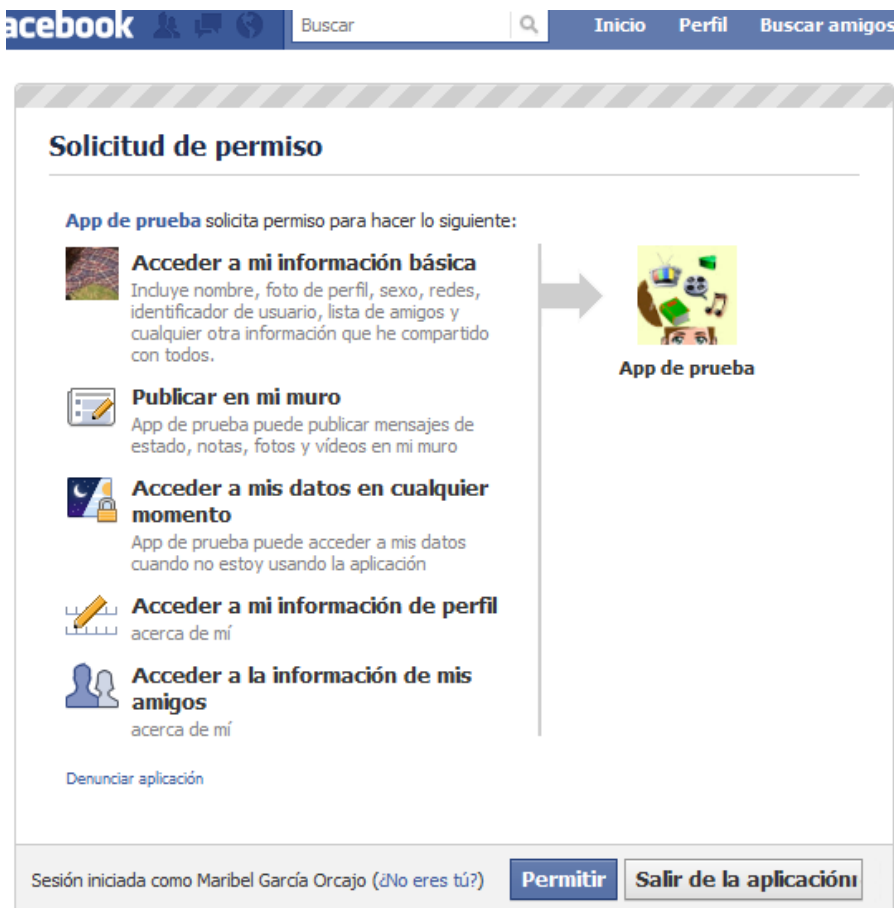 acebook
Buscar
Inicio Perfil Buscar amigos
Solicitud de permiso
App de prueba solicita permiso para hacer lo siguiente:
Acceder a mi información básica
Incluye nombre, foto de perfil, sexo, redes,
identificador de usuario, lista de amigos y
cualquier otra información que he compartido
con todos.
App de prueba
Publicar en mi muro
App de prueba puede publicar mensajes de
estado, notas, fotos y vídeos en mi muro
Acceder a mis datos en cualquier
momento
App de prueba puede acceder a mis datos
cuando no estoy usando la aplicación
Acceder a mi información de perfil
acerca de mí
Acceder a la información de mis
amigos
acerca de mí
Denunciar aplicación
Sesión iniciada como Maribel García Orcajo (¿No eres tú?) Permitir Salir de la aplicación